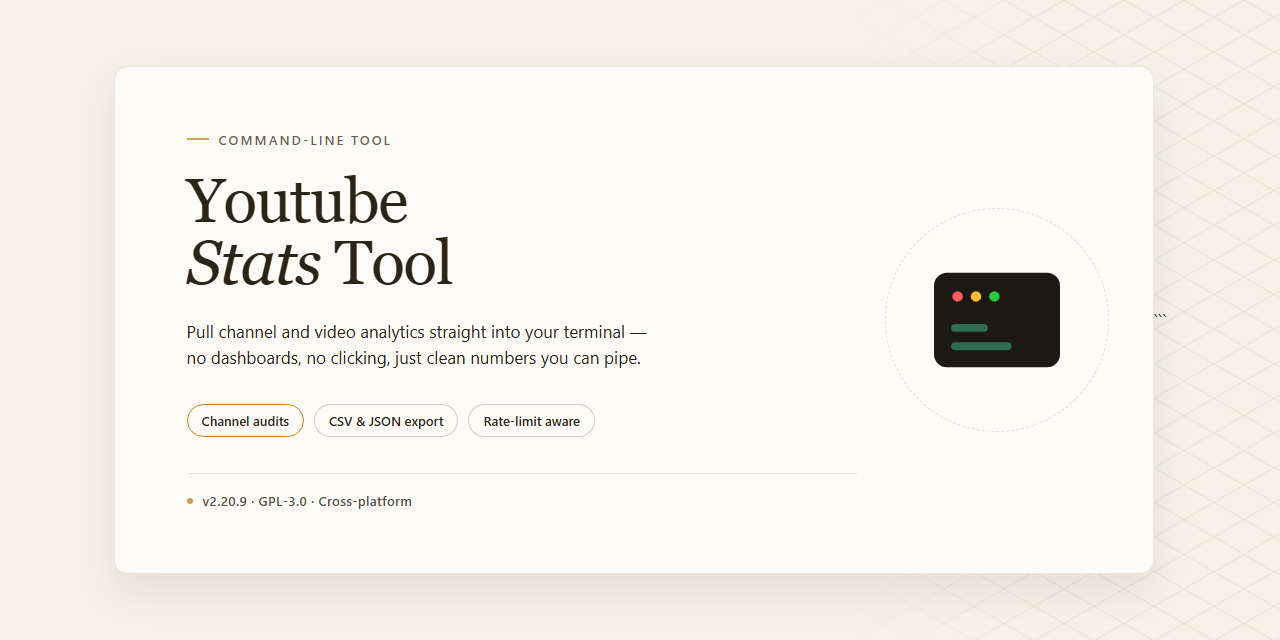 COMMAND-LINE TOOL
Youtube
Stats Tool
Pull channel and video analytics straight into your terminal —
no dashboards, no clicking, just clean numbers you can pipe.
Channel audits
CSV & JSON export
Rate-limit aware
v2.20.9 · GPL-3.0 · Cross-platform
```